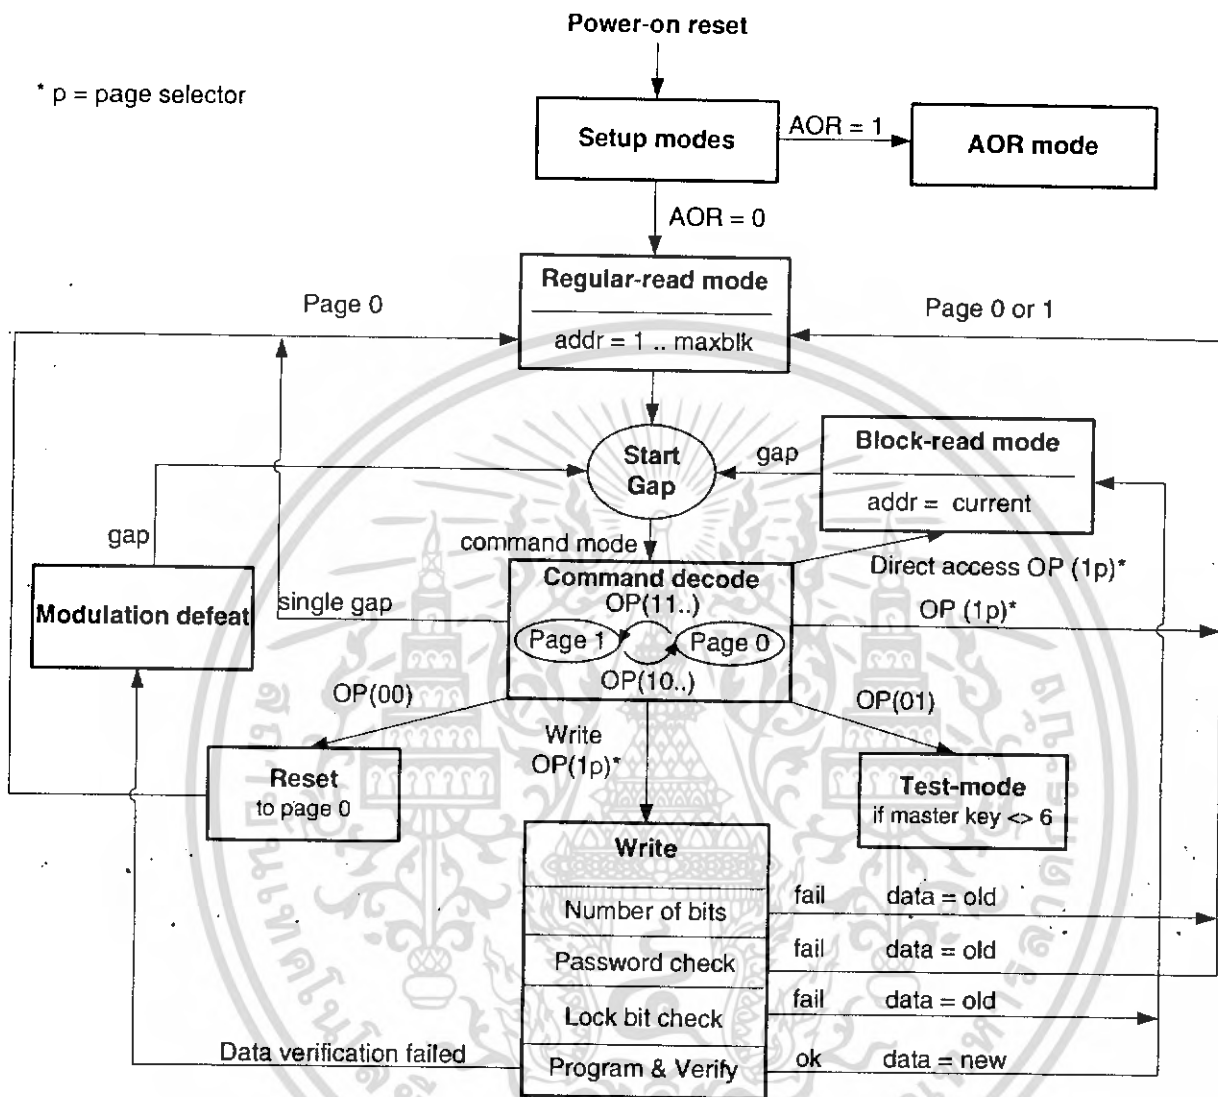 Power-on reset
* p = page selector
Setup modes
AOR = 1
AOR mode
AOR = 0
Regular-read mode
addr = 1 .. maxblk
Page 0
Page 0 or 1
Start
Gap
gap
Block-read mode
addr = current
gap
command mode
Direct access OP (1p)*
Modulation defeat
single gap
Command decode
OP(11..)
Page 1
Page 0
OP(10..)
OP (1p)*
OP(00)
OP(01)
Write
OP(1p)*
Reset
to page 0
Test-mode
if master key <> 6
Write
Number of bits
fail
data = old
Password check
fail
data = old
Lock bit check
fail
data = old
Data verification failed
Program & Verify
ok
data = new